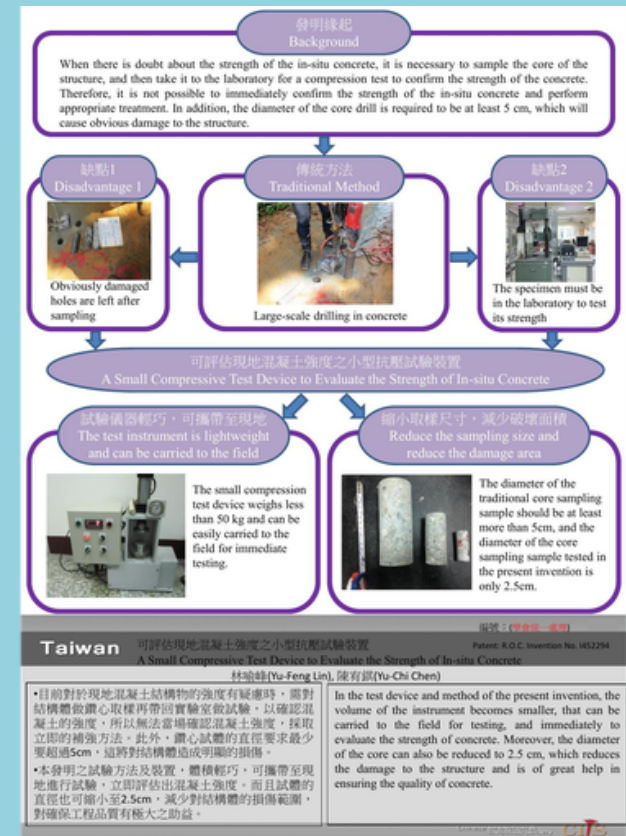 發明緣起
Background
When there is doubt about the strength of the in-situ concrete, it is necessary to sample the core of the
structure, and then take it to the laboratory for a compression test to confirm the strength of the concrete.
Therefore, it is not possible to immediately confirm the strength of the in-situ concrete and perform
appropriate treatment. In addition, the diameter of the core drill is required to be at least 5 cm, which will
cause obvious damage to the structure.
缺點1
Disadvantage 1
Obviously damaged
holes are left after
sampling
傳統方法
Traditional Method
Large-scale drilling in concrete
缺點2
Disadvantage 2
The specimen must be
in the laboratory to test
its strength
可評估現地混凝土強度之小型抗壓試驗裝置
A Small Compressive Test Device to Evaluate the Strength of In-situ Concrete
試驗儀器輕巧，可攜帶至現地
The test instrument is lightweight
and can be carried to the field
The small compression
test device weighs less
than 50 kg and can be
easily carried to the
field for immediate
testing.
縮小取樣尺寸，減少破壞面積
Reduce the sampling size and
reduce the damage area
The diameter of the
traditional core sampling
sample should be at least
more than 5cm, and the
diameter of the core
sampling sample tested in
the present invention is
only 2.5cm.
編號：
Taiwan
可評估現地混凝土強度之小型抗壓試驗裝置
Patent: R.O.C. Invention No. I452294
A Small Compressive Test Device to Evaluate the Strength of In-situ Concrete
林喻峰(Yu-Feng Lin), 陳宥錤(Yu-Chi Chen)
•目前對於現地混凝土結構物的強度有疑慮時，需對
結構體做鑽心取樣再帶回實驗室做試驗，以確認混
凝土的強度，所以無法當場確認混凝土強度，採取
立即的補強方法。此外，鑽心試體的直徑要求最少
要超過5cm，這將對結構體造成明顯的損傷。
•本發明之試驗方法及裝置，體積輕巧，可攜帶至現
地進行試驗，立即評估出混凝土強度。而且試體的
直徑也可縮小至2.5cm，減少對結構體的損傷範圍，
對確保工程品質有極大之助益。
In the test device and method of the present invention, the
volume of the instrument becomes smaller, that can be
carried to the field for testing, and immediately to
evaluate the strength of concrete. Moreover, the diameter
of the core can also be reduced to 2.5 cm, which reduces
the damage to the structure and is of great help in
ensuring the quality of concrete.